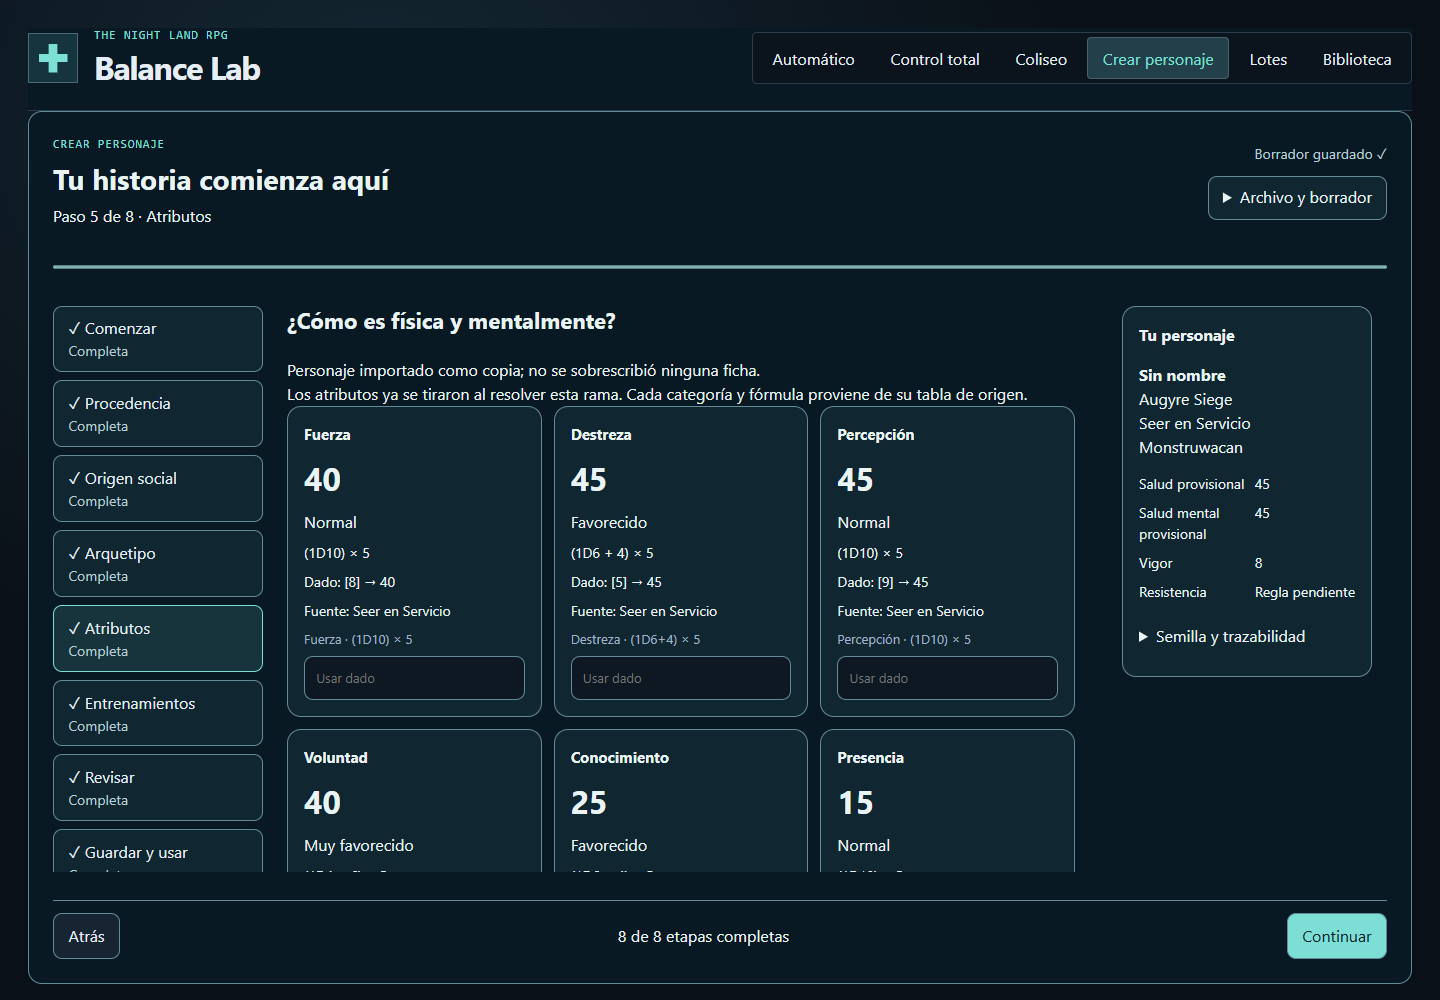 THE NIGHT LAND RPG
Balance Lab
Automático
Control total
Coliseo
Crear personaje
Lotes
Biblioteca
CREAR PERSONAJE
Tu historia comienza aquí
Paso 5 de 8 · Atributos
Borrador guardado ✓
▶ Archivo y borrador
✓ Comenzar
Completa
✓ Procedencia
Completa
✓ Origen social
Completa
✓ Arquetipo
Completa
✓ Atributos
Completa
✓ Entrenamientos
Completa
✓ Revisar
Completa
✓ Guardar y usar
¿Cómo es física y mentalmente?
Personaje importado como copia; no se sobrescribió ninguna ficha.
Los atributos ya se tiraron al resolver esta rama. Cada categoría y fórmula proviene de su tabla de origen.
Fuerza
40
Normal
(1D10) × 5
Dado: [8] → 40
Fuente: Seer en Servicio
Fuerza · (1D10) × 5
Usar dado
Destreza
45
Favorecido
(1D6 + 4) × 5
Dado: [5] → 45
Fuente: Seer en Servicio
Destreza · (1D6+4) × 5
Usar dado
Percepción
45
Normal
(1D10) × 5
Dado: [9] → 45
Fuente: Seer en Servicio
Percepción · (1D10) × 5
Usar dado
Voluntad
40
Muy favorecido
Conocimiento
25
Favorecido
Presencia
15
Normal
Tu personaje
Sin nombre
Augyre Siege
Seer en Servicio
Monstruwacan
Salud provisional 45
Salud mental provisional 45
Vigor 8
Resistencia Regla pendiente
▶ Semilla y trazabilidad
Atrás
8 de 8 etapas completas
Continuar